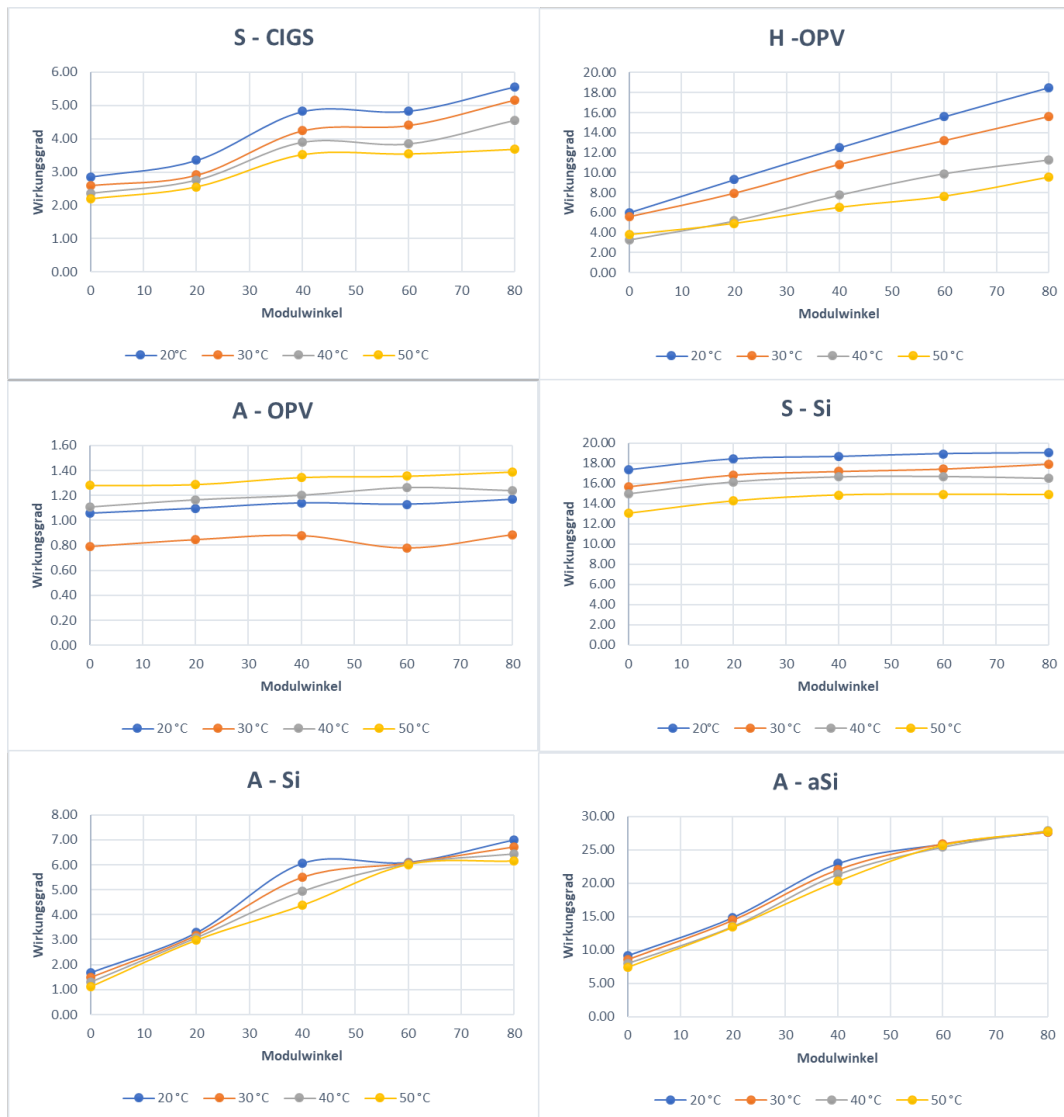 S - CIGS
6.00
5.00
4.00
3.00
2.00
1.00
0.00
Wirkungsgrad
0 10 20 30 40 50 60 70 80
Modulwinkel
20°C 30°C 40°C 50°C
H -OPV
20.00
18.00
16.00
14.00
12.00
10.00
8.00
6.00
4.00
2.00
0.00
Wirkungsgrad
0 10 20 30 40 50 60 70 80
Modulwinkel
20°C 30°C 40°C 50°C
A - OPV
1.60
1.40
1.20
1.00
0.80
0.60
0.40
0.20
0.00
Wirkungsgrad
0 10 20 30 40 50 60 70 80
Modulwinkel
20°C 30°C 40°C 50°C
S - Si
20.00
18.00
16.00
14.00
12.00
10.00
8.00
6.00
4.00
2.00
0.00
Wirkungsgrad
0 10 20 30 40 50 60 70 80
Modulwinkel
20°C 30°C 40°C 50°C
A - Si
8.00
7.00
6.00
5.00
4.00
3.00
2.00
1.00
0.00
Wirkungsgrad
0 10 20 30 40 50 60 70 80
Modulwinkel
20°C 30°C 40°C 50°C
A - aSi
30.00
25.00
20.00
15.00
10.00
5.00
0.00
Wirkungsgrad
0 10 20 30 40 50 60 70 80
Modulwinkel
20°C 30°C 40°C 50°C